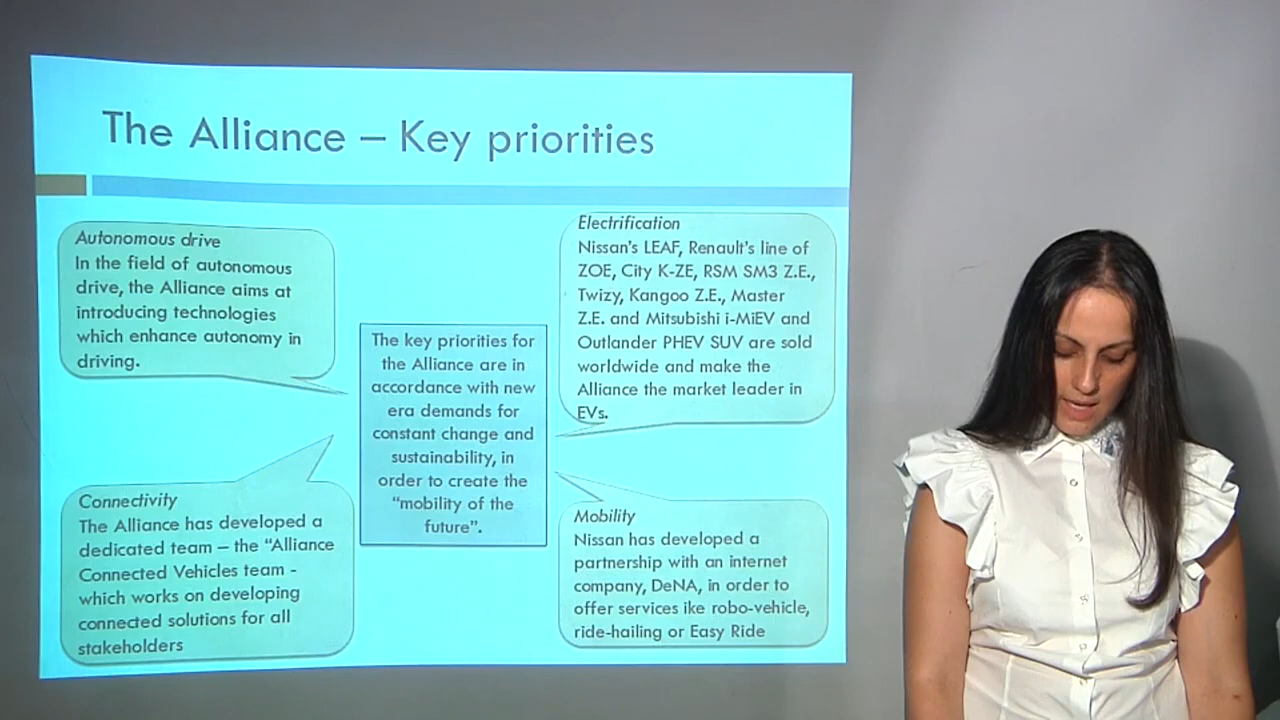 The Alliance – Key priorities
Autonomous drive
In the field of autonomous
drive, the Alliance aims at
introducing technologies
which enhance autonomy in
driving.
Electrification
Nissan's LEAF, Renault's line of
ZOE, City K-ZE, RSM SM3 Z.E.,
Twizy, Kangoo Z.E., Master
Z.E. and Mitsubishi i-MiEV and
Outlander PHEV SUV are sold
worldwide and make the
Alliance the market leader in
EVs.
The key priorities for
the Alliance are in
accordance with new
era demands for
constant change and
sustainability, in
order to create the
"mobility of the
future".
Connectivity
The Alliance has developed a
dedicated team – the "Alliance
Connected Vehicles team -
which works on developing
connected solutions for all
stakeholders
Mobility
Nissan has developed a
partnership with an internet
company, DeNA, in order to
offer services ike robo-vehicle,
ride-hailing or Easy Ride